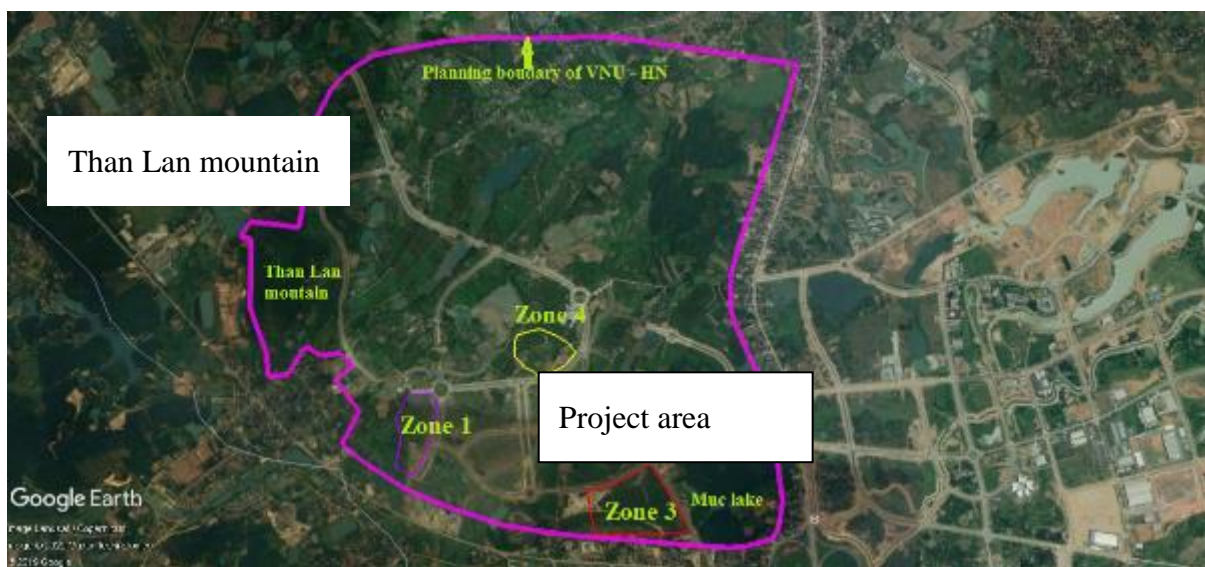 Planning boudary of VNU - HN
Than Lan mountain
Than Lan
moutain
Zone 4
Project area
Zone 1
Zone 3
Muc lake
Google Earth